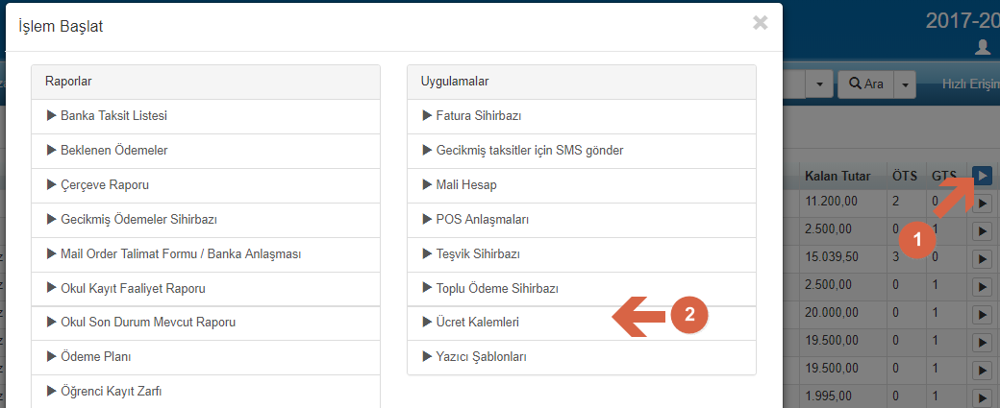 İşlem Başlat
2017-20
Raporlar
Banka Taksit Listesi
Beklenen Ödemeler
Çerçeve Raporu
Gecikmiş Ödemeler Sihirbazı
Mail Order Talimat Formu / Banka Anlaşması
Okul Kayıt Faaliyet Raporu
Okul Son Durum Mevcut Raporu
Ödeme Planı
Öğrenci Kayıt Zarfı
Uygulamalar
Fatura Sihirbazı
Gecikmiş taksitler için SMS gönder
Mali Hesap
POS Anlaşmaları
Teşvik Sihirbazı
Toplu Ödeme Sihirbazı
Ücret Kalemleri
Yazıcı Şablonları
2
Ara
Hızlı Erişim
Kalan Tutar ÖTS GTS
11.200,00 2 0
2.500,00 0 1
15.039,50 3 0
2.500,00 0 1
20.000,00 0 1
19.500,00 0 1
19.500,00 0 1
1.995,00 0 1
1